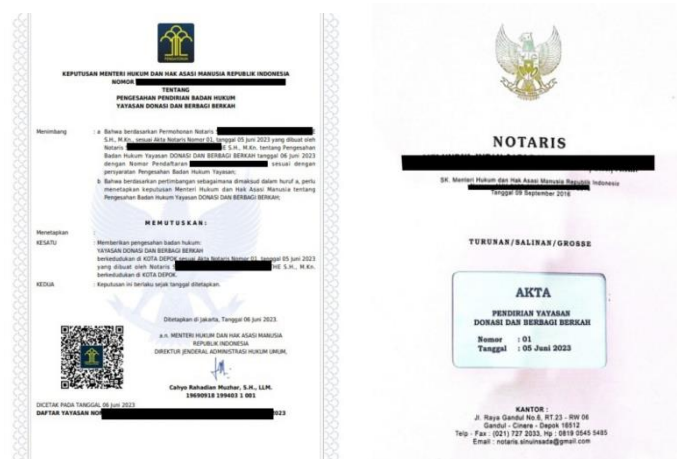 KEPUTUSAN MENTERI HUKUM DAN HAK ASASI MANUSIA REPUBLIK INDONESIA
NOMOR
TENTANG
PENGESAHAN PENDIRIAN BADAN HUKUM
YAYASAN DONASI DAN BERBAGI BERKAH
Menimbang : a. Bahwa berdasarkan Permohonan Notaris
S.H., M.Kn., sesuai Akta Notaris Nomor 01, tanggal 05 Juni 2023 yang dibuat oleh
Notaris S.H., M.Kn. tentang Pengesahan
Badan Hukum Yayasan DONASI DAN BERBAGI BERKAH tanggal 06 Juni 2023
dengan Nomor Pendaftaran sesuai dengan
persyaratan Pengesahan Badan Hukum Yayasan;
b. Bahwa berdasarkan pertimbangan sebagaimana dimaksud dalam huruf a, perlu
menetapkan keputusan Menteri Hukum dan Hak Asasi Manusia tentang
Pengesahan Badan Hukum Yayasan DONASI DAN BERBAGI BERKAH;
MEMUTUSKAN:
Menetapkan :
KESATU : Memberikan pengesahan badan hukum:
YAYASAN DONASI DAN BERBAGI BERKAH
berkedudukan di KOTA DEPOK sesuai Akta Notaris Nomor 01, tanggal 05 Juni 2023
yang dibuat oleh Notaris S.H., M.Kn.
berkedudukan di KOTA DEPOK.
KEDUA : Keputusan ini berlaku sejak tanggal ditetapkan.
Ditetapkan di Jakarta, Tanggal 06 Juni 2023.
a.n. MENTERI HUKUM DAN HAK ASASI MANUSIA
REPUBLIK INDONESIA
DIREKTUR JENDERAL ADMINISTRASI HUKUM UMUM,
Cahyo Rahadian Muzhar, S.H., LLM.
19690918 199403 1 001
DICETAK PADA TANGGAL 06 Juni 2023
DAFTAR YAYASAN NOM 2023
NOTARIS
SK. Menteri Hukum dan Hak Asasi Manusia Republik Indonesia
Tanggal 09 September 2016
TURUNAN/SALINAN/GROSSE
AKTA
PENDIRIAN YAYASAN
DONASI DAN BERBAGI BERKAH
Nomor : 01
Tanggal : 05 Juni 2023
KANTOR :
Jl. Raya Gandul No.6, RT.23 - RW 06
Gandul - Cinere - Depok 16512
Telp - Fax : (021) 727 2033, Hp : 0819 0545 5485
Email : notaris.sinuinsada@gmail.com